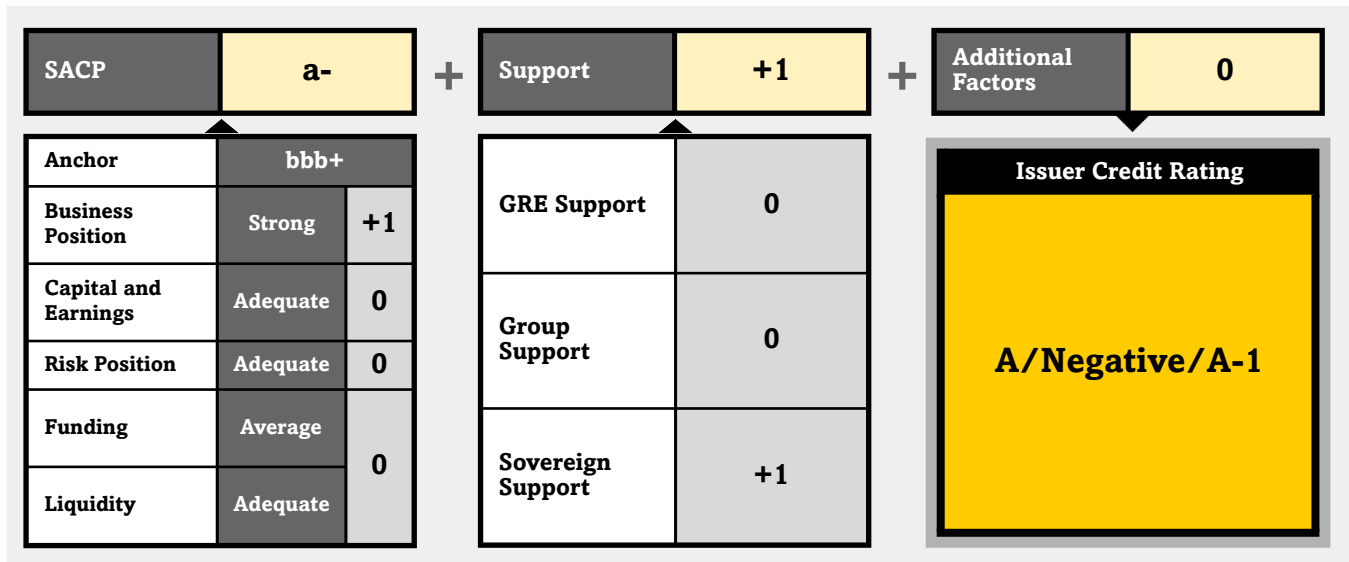 SACP
a-
+
Support
+1
+
Additional
Factors
0
Anchor
bbb+
Business
Position
Strong
+1
Capital and
Earnings
Adequate
0
Risk Position
Adequate
0
Funding
Average
0
Liquidity
Adequate
GRE Support
0
Group
Support
0
Sovereign
Support
+1
Issuer Credit Rating
A/Negative/A-1